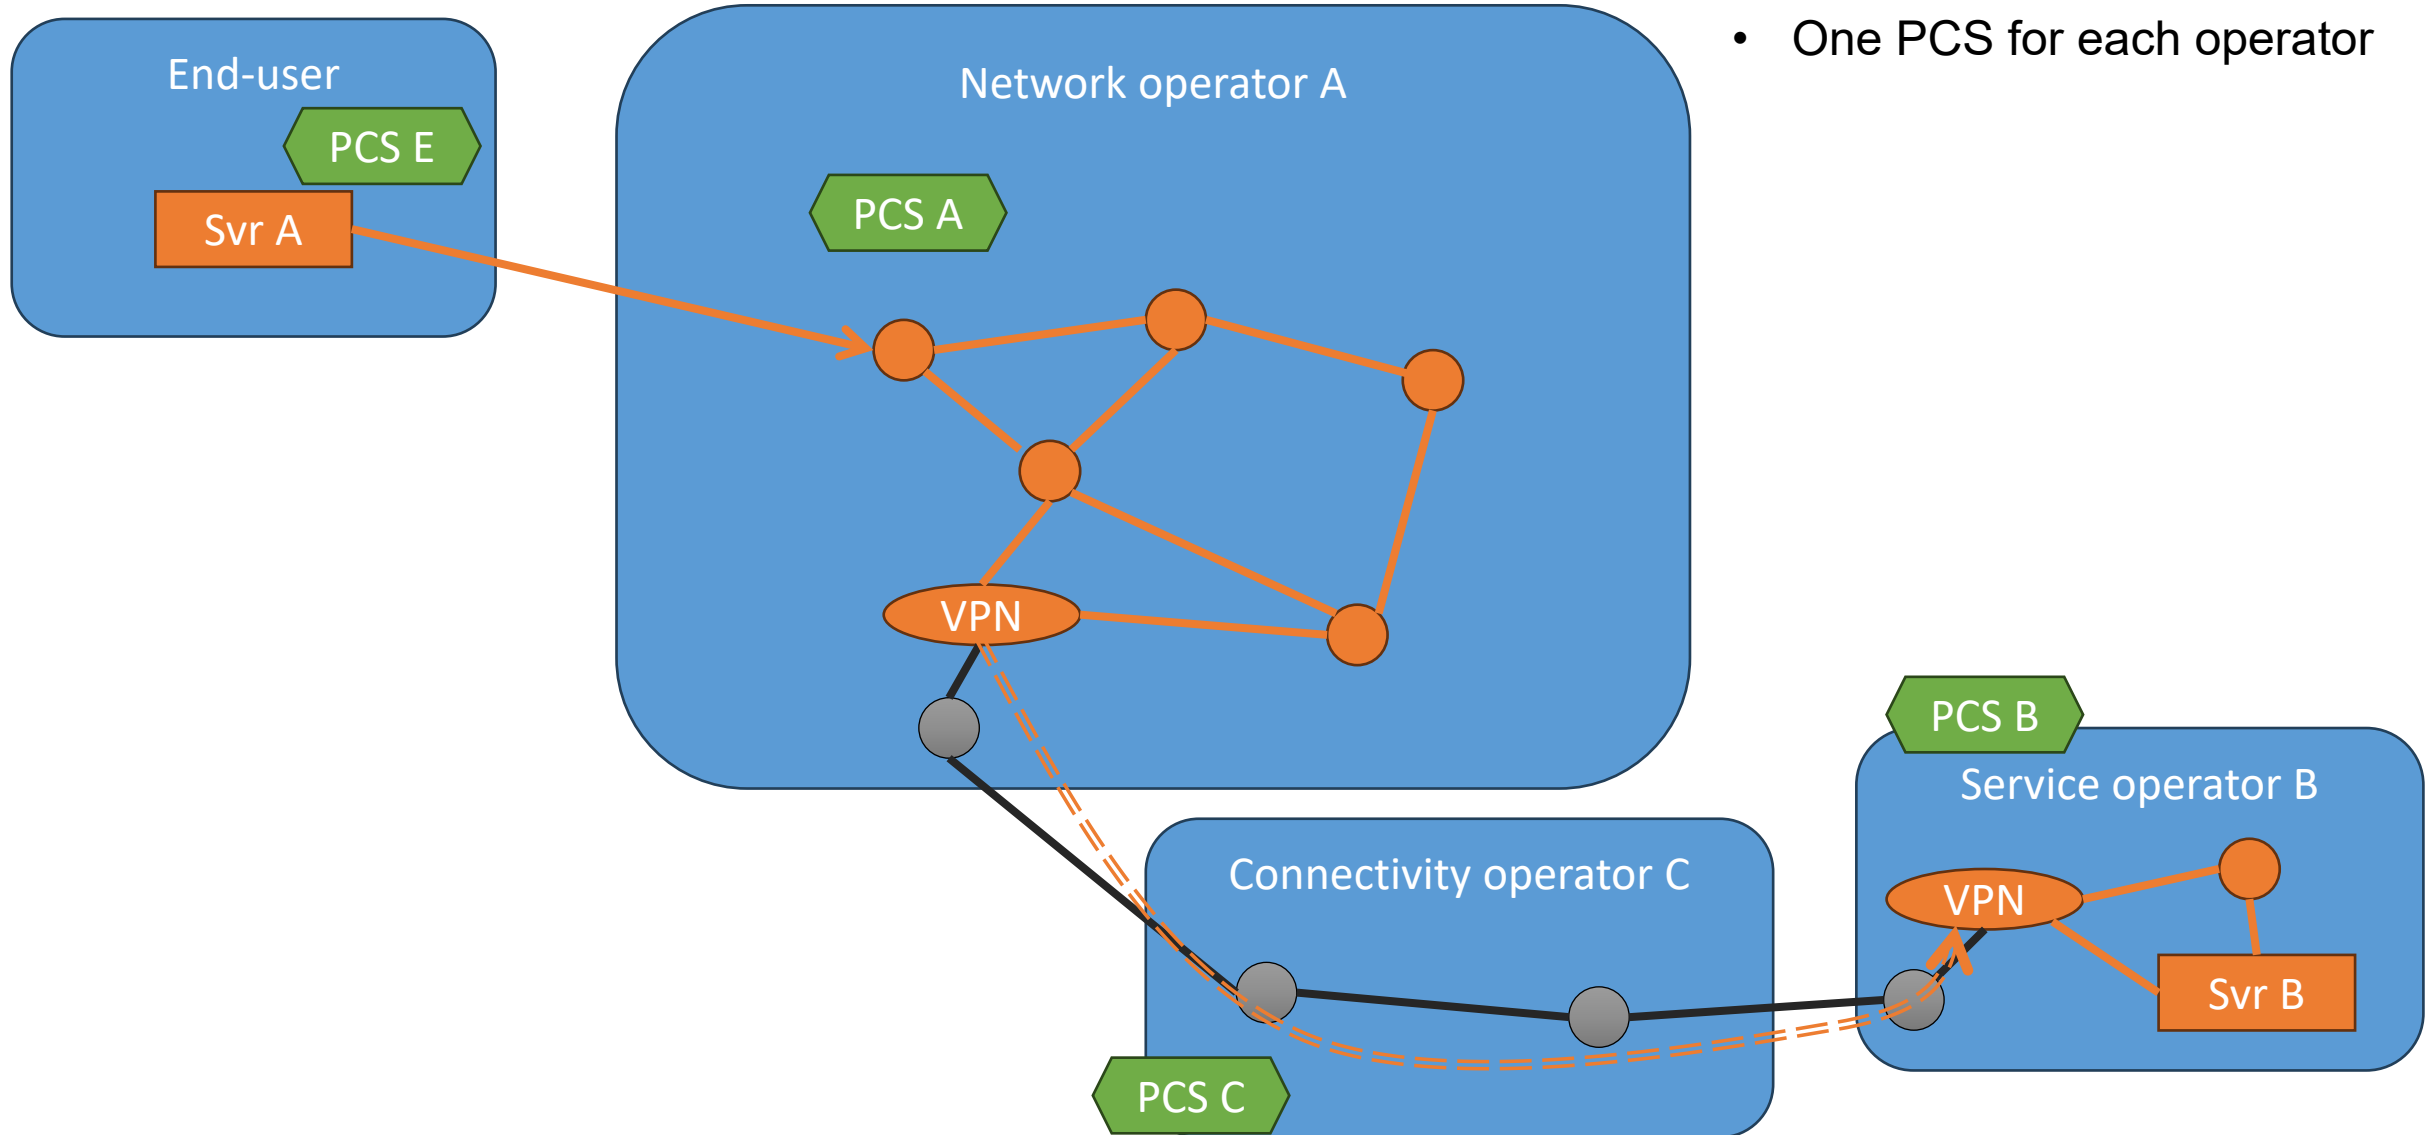 • One PCS for each operator
End-user
PCS E
Svr A
Network operator A
PCS A
VPN
PCS B
Service operator B
VPN
Svr B
Connectivity operator C
PCS C